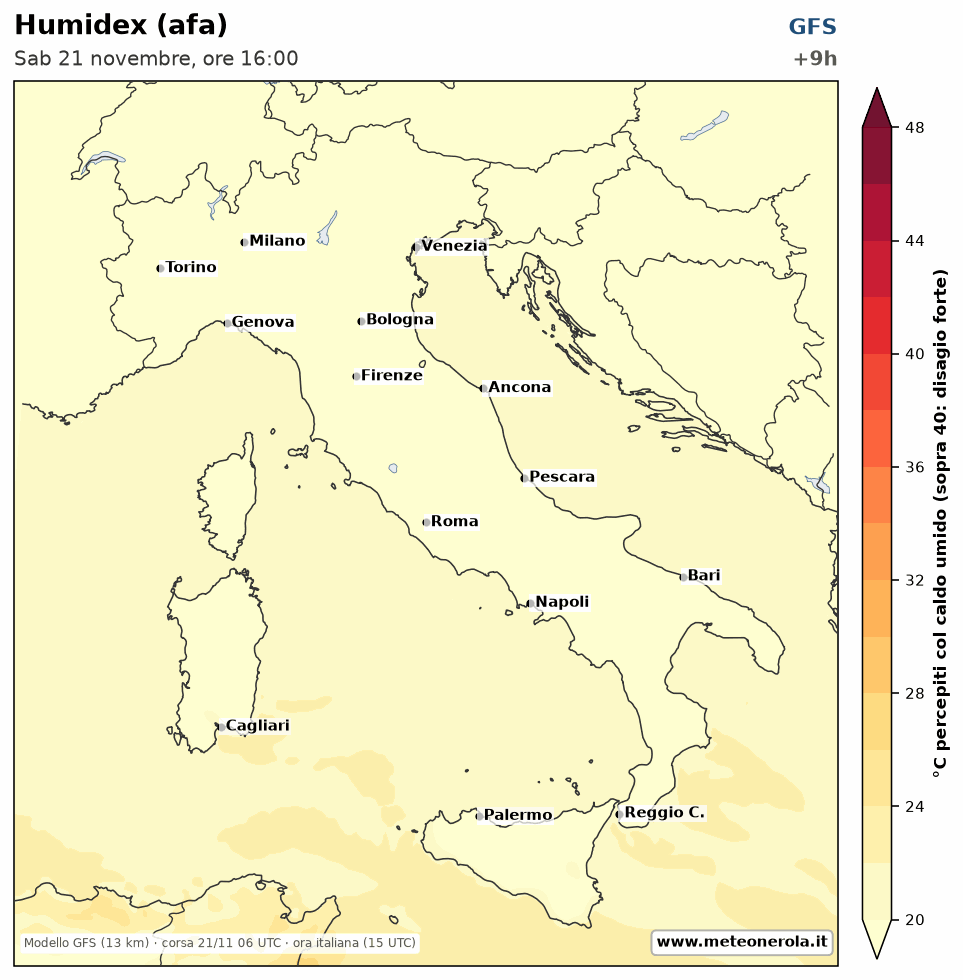 Humidex (afa)
GFS
Sab 21 novembre, ore 16:00
+9h
Milano
Venezia
Torino
Genova
Bologna
Firenze
Ancona
Pescara
Roma
Bari
Napoli
Cagliari
Palermo
Reggio C.
48
44
40
36
32
28
24
20
°C percepiti col caldo umido (sopra 40: disagio forte)
Modello GFS (13 km) · corsa 21/11 06 UTC · ora italiana (15 UTC)
www.meteonerola.it